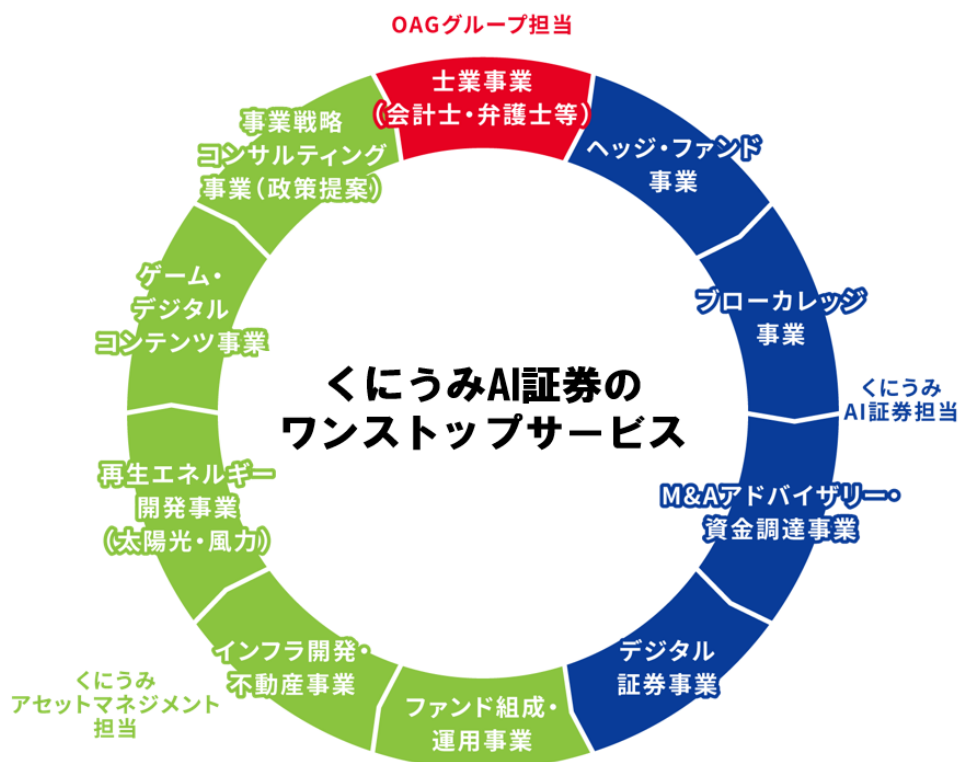 OAGグループ担当
士業事業
（会計士・弁護士等）
ヘッジ・ファンド
事業
ブローカレッジ
事業
くにうみ
AI証券担当
M&Aアドバイザリー・
資金調達事業
デジタル
証券事業
ファンド組成・
運用事業
インフラ開発・
不動産事業
くにうみ
アセットマネジメント
担当
再生エネルギー
開発事業
（太陽光・風力）
ゲーム・
デジタル
コンテンツ事業
事業戦略
コンサルティング
事業（政策提案）
くにうみAI証券の
ワンストップサービス